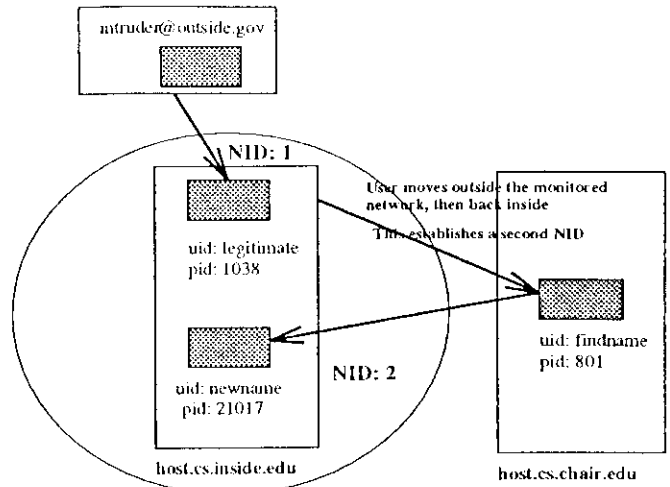 intruder@outside.gov
NID: 1
User moves outside the monitored
network, then back inside
This establishes a second NID
uid: legitimate
pid: 1038
uid: findname
pid: 801
NID: 2
uid: newname
pid: 21017
host.cs.inside.edu
host.cs.chair.edu